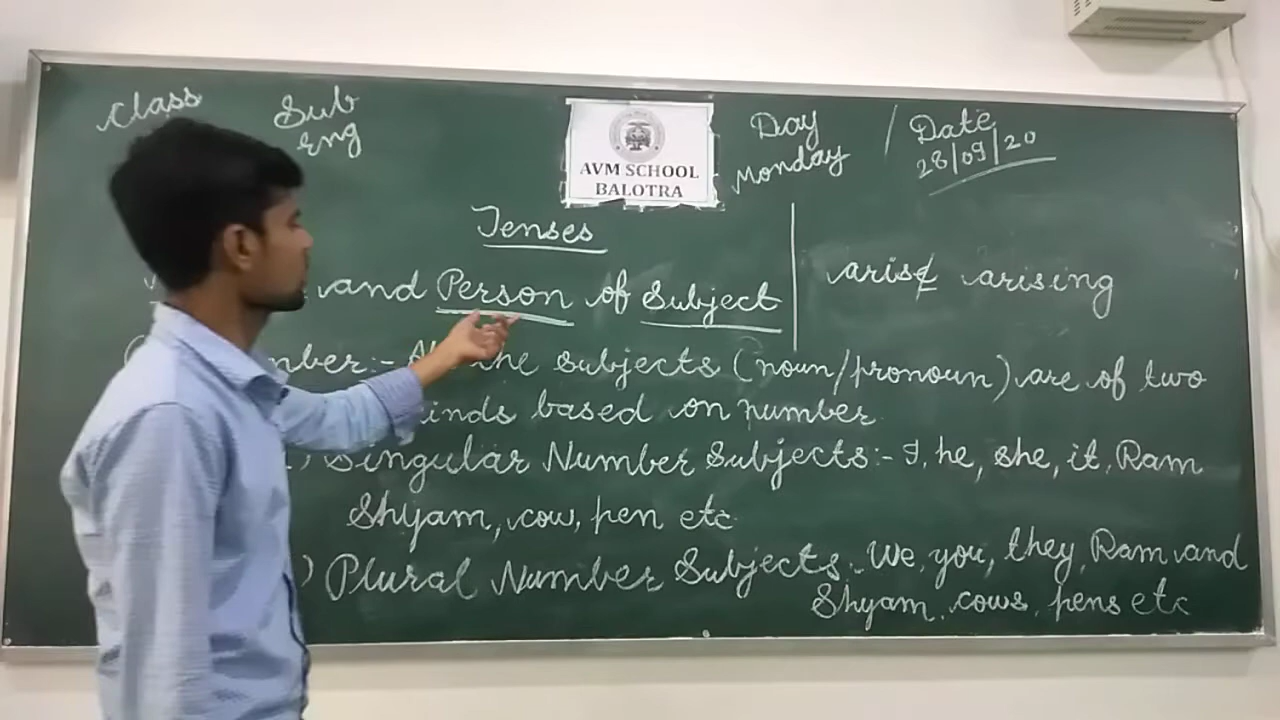 Class Sub Day / Date
Eng Monday 28/09/20
AVM SCHOOL
BALOTRA
Tenses
and Person of Subject
arise arising
mber:- the subjects (noun/pronoun) are of two
inds based on number.
) Singular Number Subjects:- I, he, she, it, Ram
Shyam, cow, pen etc.
) Plural Number Subjects:- We, you, they, Ram and
Shyam, cows, pens etc